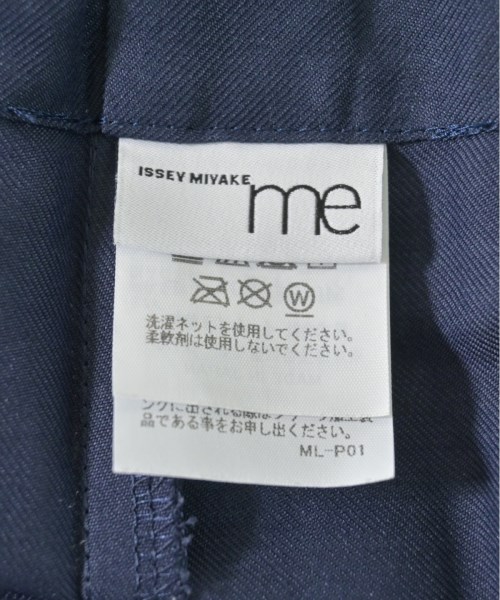 ISSEY MIYAKE
me
W
洗濯ネットを使用してください。
柔軟剤は使用しないでください。
品である事をお申し出ください。
ML-P01